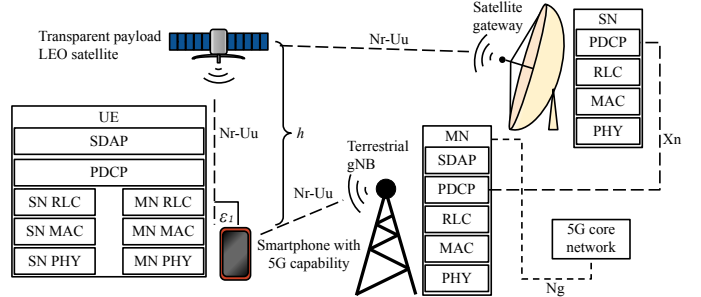 Transparent payload
LEO satellite
Nr-Uu
Satellite
gateway
SN
PDCP
RLC
MAC
PHY
Xn
UE
SDAP
PDCP
SN RLC
MN RLC
SN MAC
MN MAC
SN PHY
MN PHY
Nr-Uu
h
ε1
Nr-Uu
Smartphone with
5G capability
Terrestrial
gNB
MN
SDAP
PDCP
RLC
MAC
PHY
5G core
network
Ng